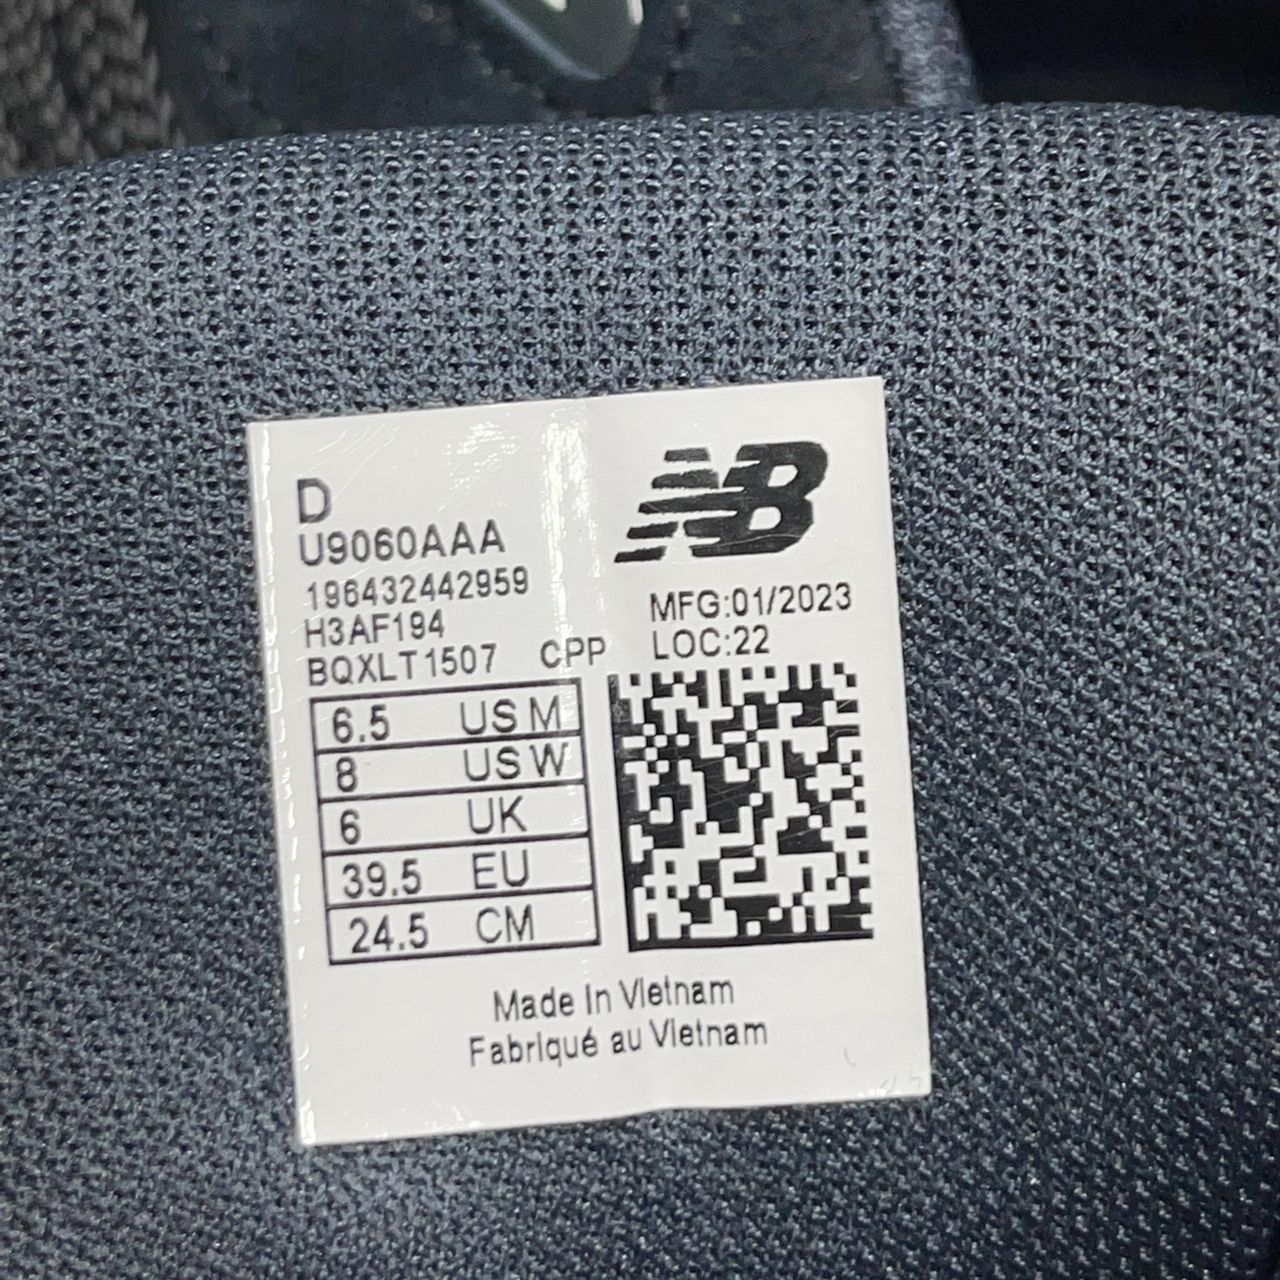 D
U9060AAA
196432442959
H3AF194
BQXLT1507 CPP
NB
MFG:01/2023
LOC:22
6.5 US M
8 US W
6 UK
39.5 EU
24.5 CM
Made In Vietnam
Fabriqué au Vietnam